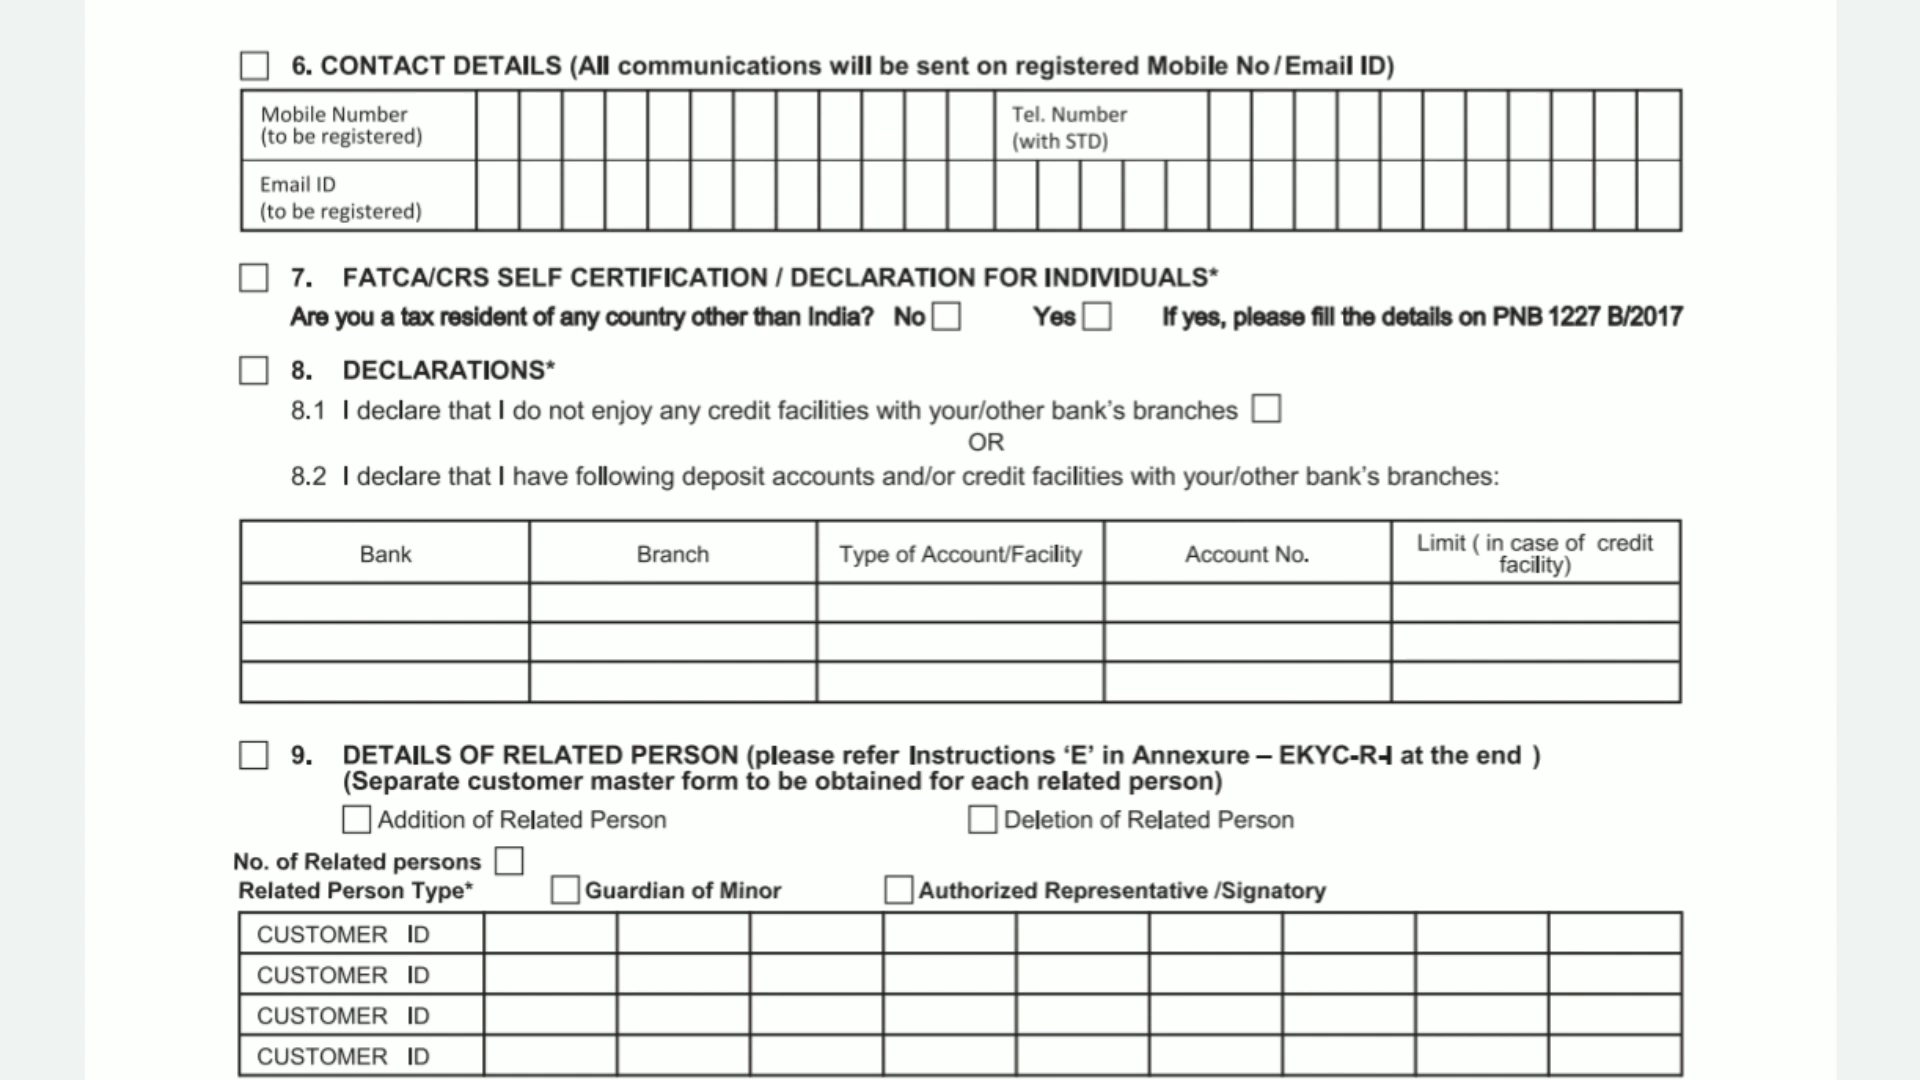 6. CONTACT DETAILS (All communications will be sent on registered Mobile No/Email ID)
Mobile Number
(to be registered)
Tel. Number
(with STD)
Email ID
(to be registered)
7. FATCA/CRS SELF CERTIFICATION / DECLARATION FOR INDIVIDUALS*
Are you a tax resident of any country other than India? No Yes If yes, please fill the details on PNB 1227 B/2017
8. DECLARATIONS*
8.1 I declare that I do not enjoy any credit facilities with your/other bank’s branches
OR
8.2 I declare that I have following deposit accounts and/or credit facilities with your/other bank’s branches:
Bank Branch Type of Account/Facility Account No. Limit ( in case of credit
facility)
9. DETAILS OF RELATED PERSON (please refer Instructions ‘E’ in Annexure – EKYC-R-I at the end )
(Separate customer master form to be obtained for each related person)
Addition of Related Person Deletion of Related Person
No. of Related persons
Related Person Type* Guardian of Minor Authorized Representative /Signatory
CUSTOMER ID
CUSTOMER ID
CUSTOMER ID
CUSTOMER ID